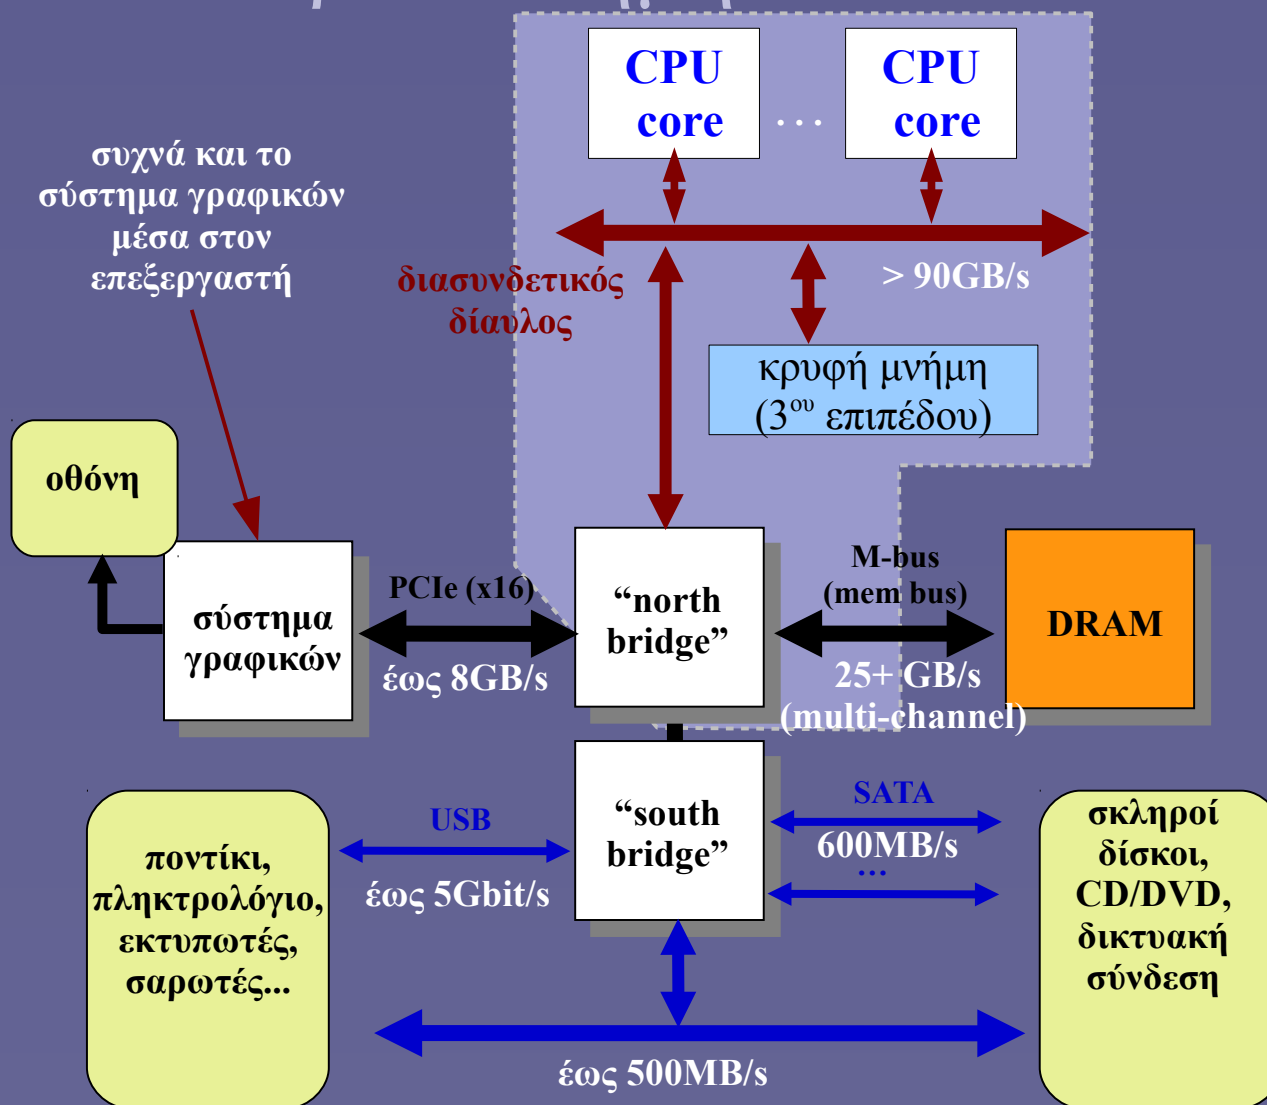 CPU
core
...
CPU
core
συχνά και το
σύστημα γραφικών
μέσα στον
επεξεργαστή
διασυνδετικός
δίαυλος
> 90GB/s
κρυφή μνήμη
(3ου επιπέδου)
οθόνη
σύστημα
γραφικών
PCIe (x16)
έως 8GB/s
“north
bridge”
M-bus
(mem bus)
25+ GB/s
(multi-channel)
DRAM
“south
bridge”
USB
έως 5Gbit/s
ποντίκι,
πληκτρολόγιο,
εκτυπωτές,
σαρωτές...
SATA
600MB/s
...
σκληροί
δίσκοι,
CD/DVD,
δικτυακή
σύνδεση
έως 500MB/s